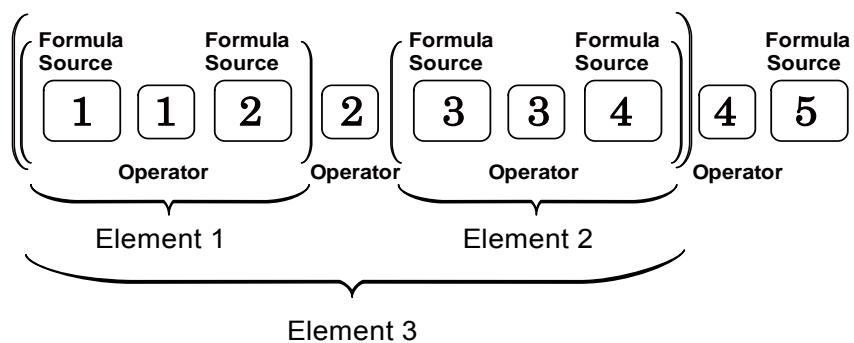 Formula Source Formula Source Formula Source Formula Source Formula Source
1 1 2 2 3 3 4 4 5
Operator Operator Operator Operator
Element 1 Element 2
Element 3